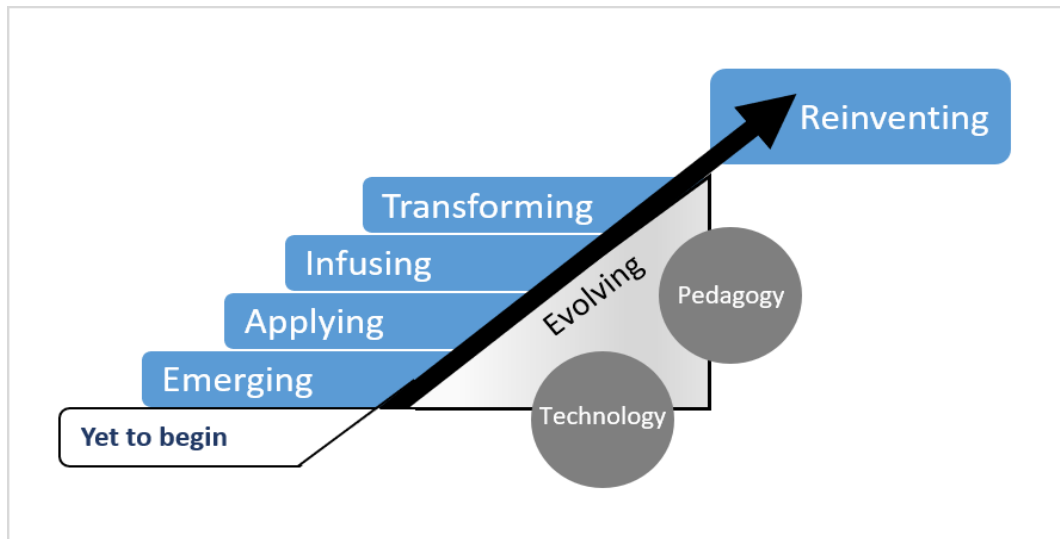 Reinventing
Transforming
Infusing
Applying
Emerging
Yet to begin
Evolving
Pedagogy
Technology